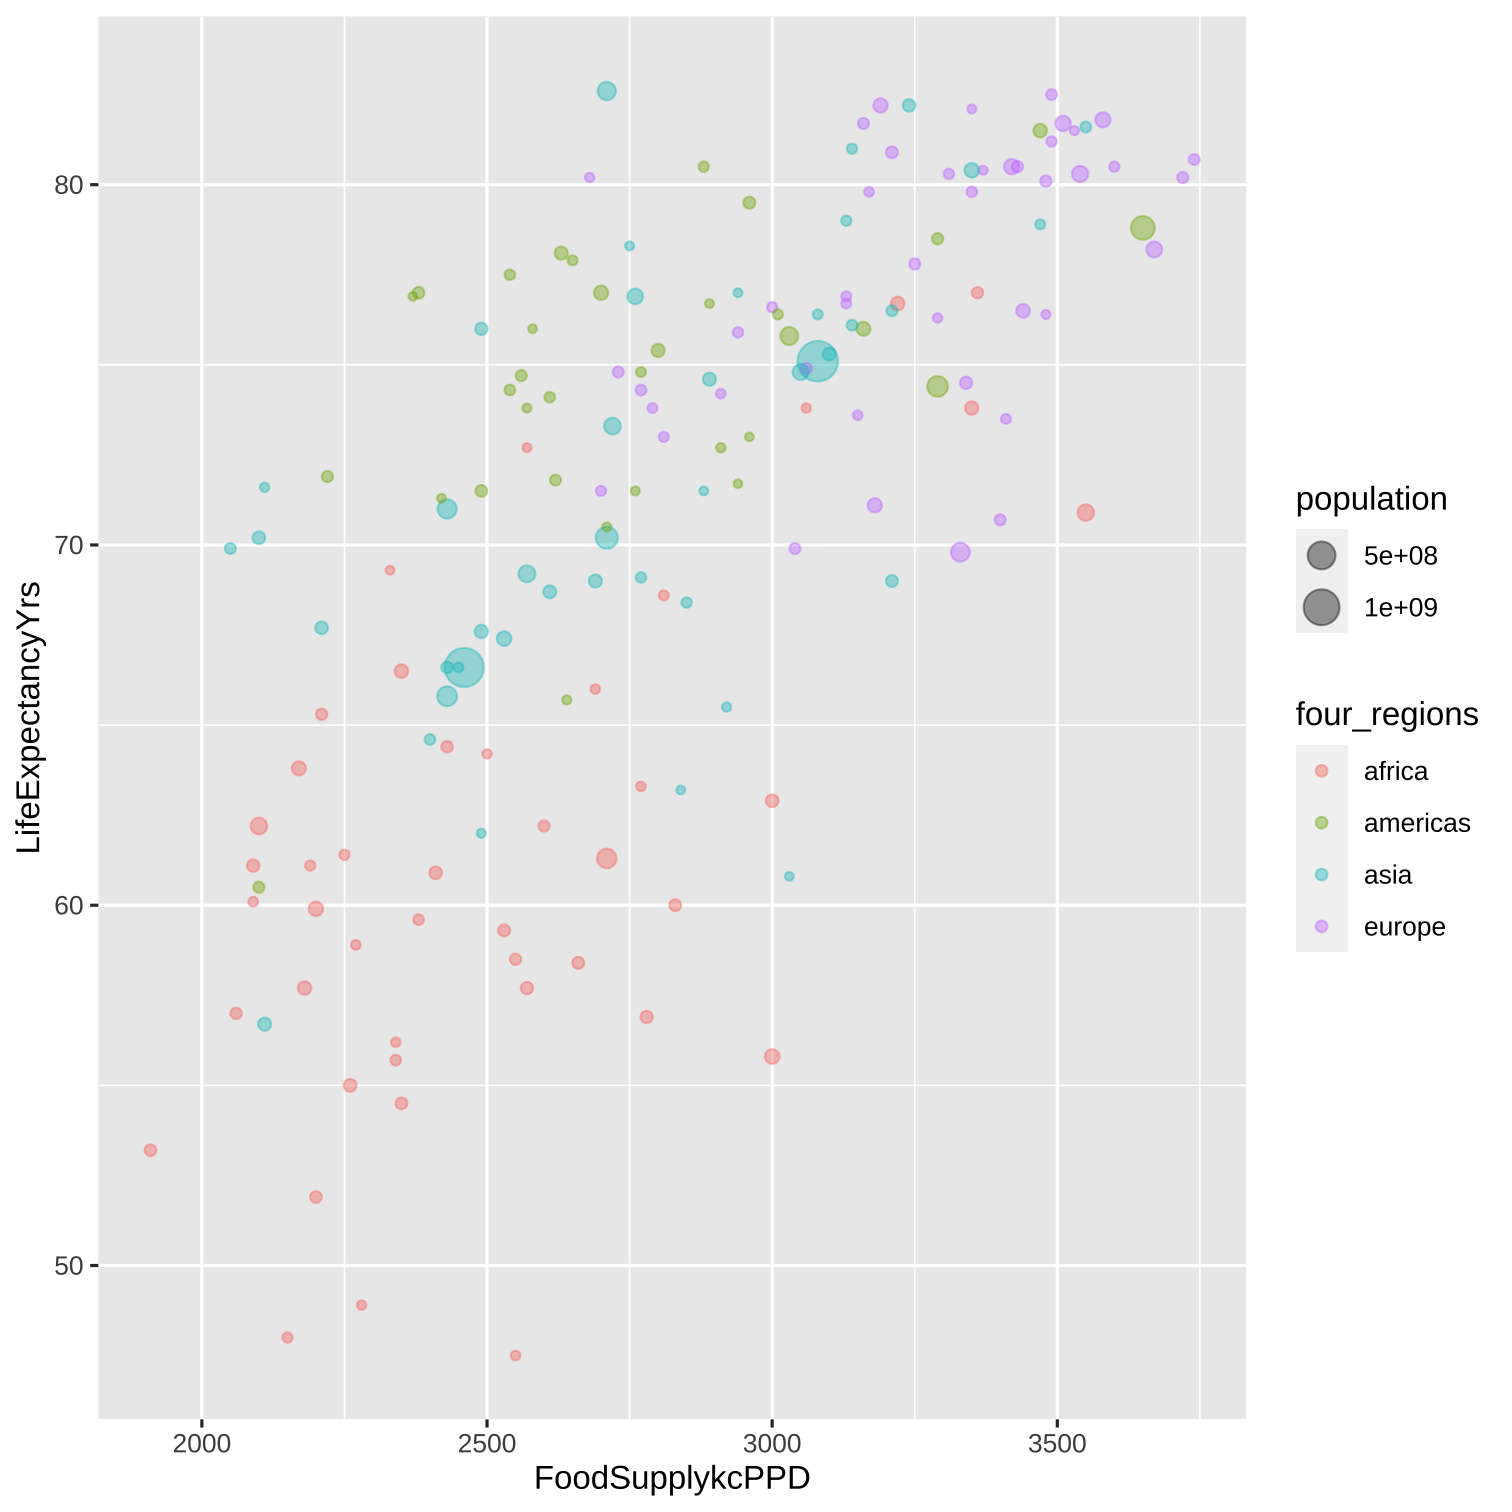 80
70
60
50
LifeExpectancyYrs
2000 2500 3000 3500
FoodSupplykcPPD
population
5e+08
1e+09
four_regions
africa
americas
asia
europe